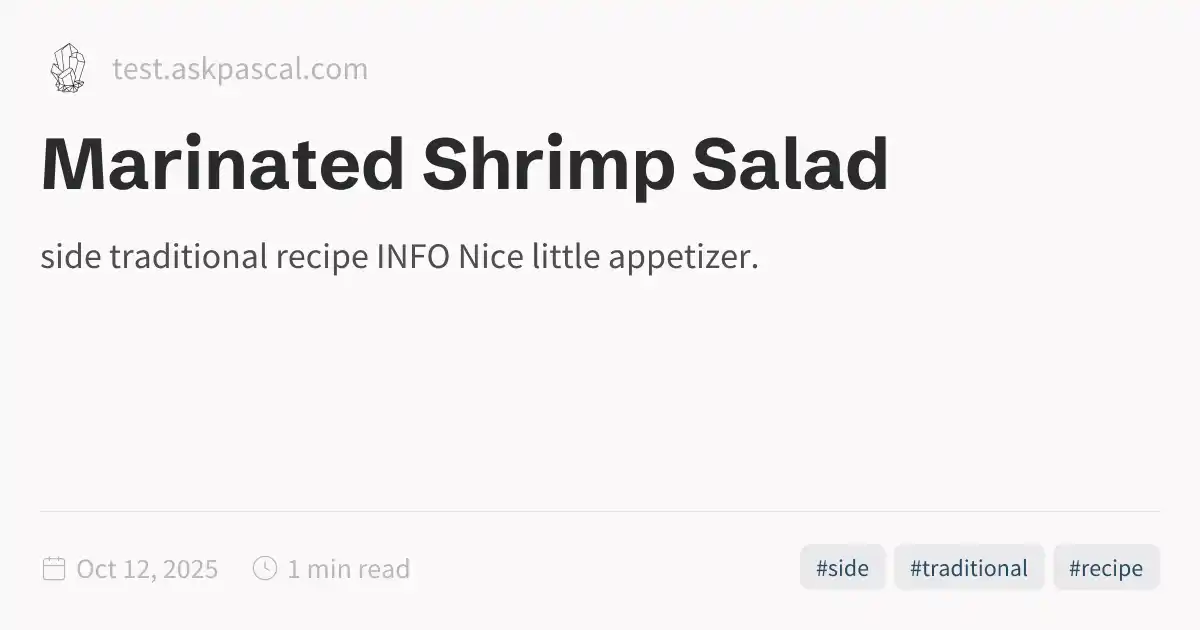 test.askpascal.com
Marinated Shrimp Salad
side traditional recipe INFO Nice little appetizer.
Oct 12, 2025 1 min read #side #traditional #recipe